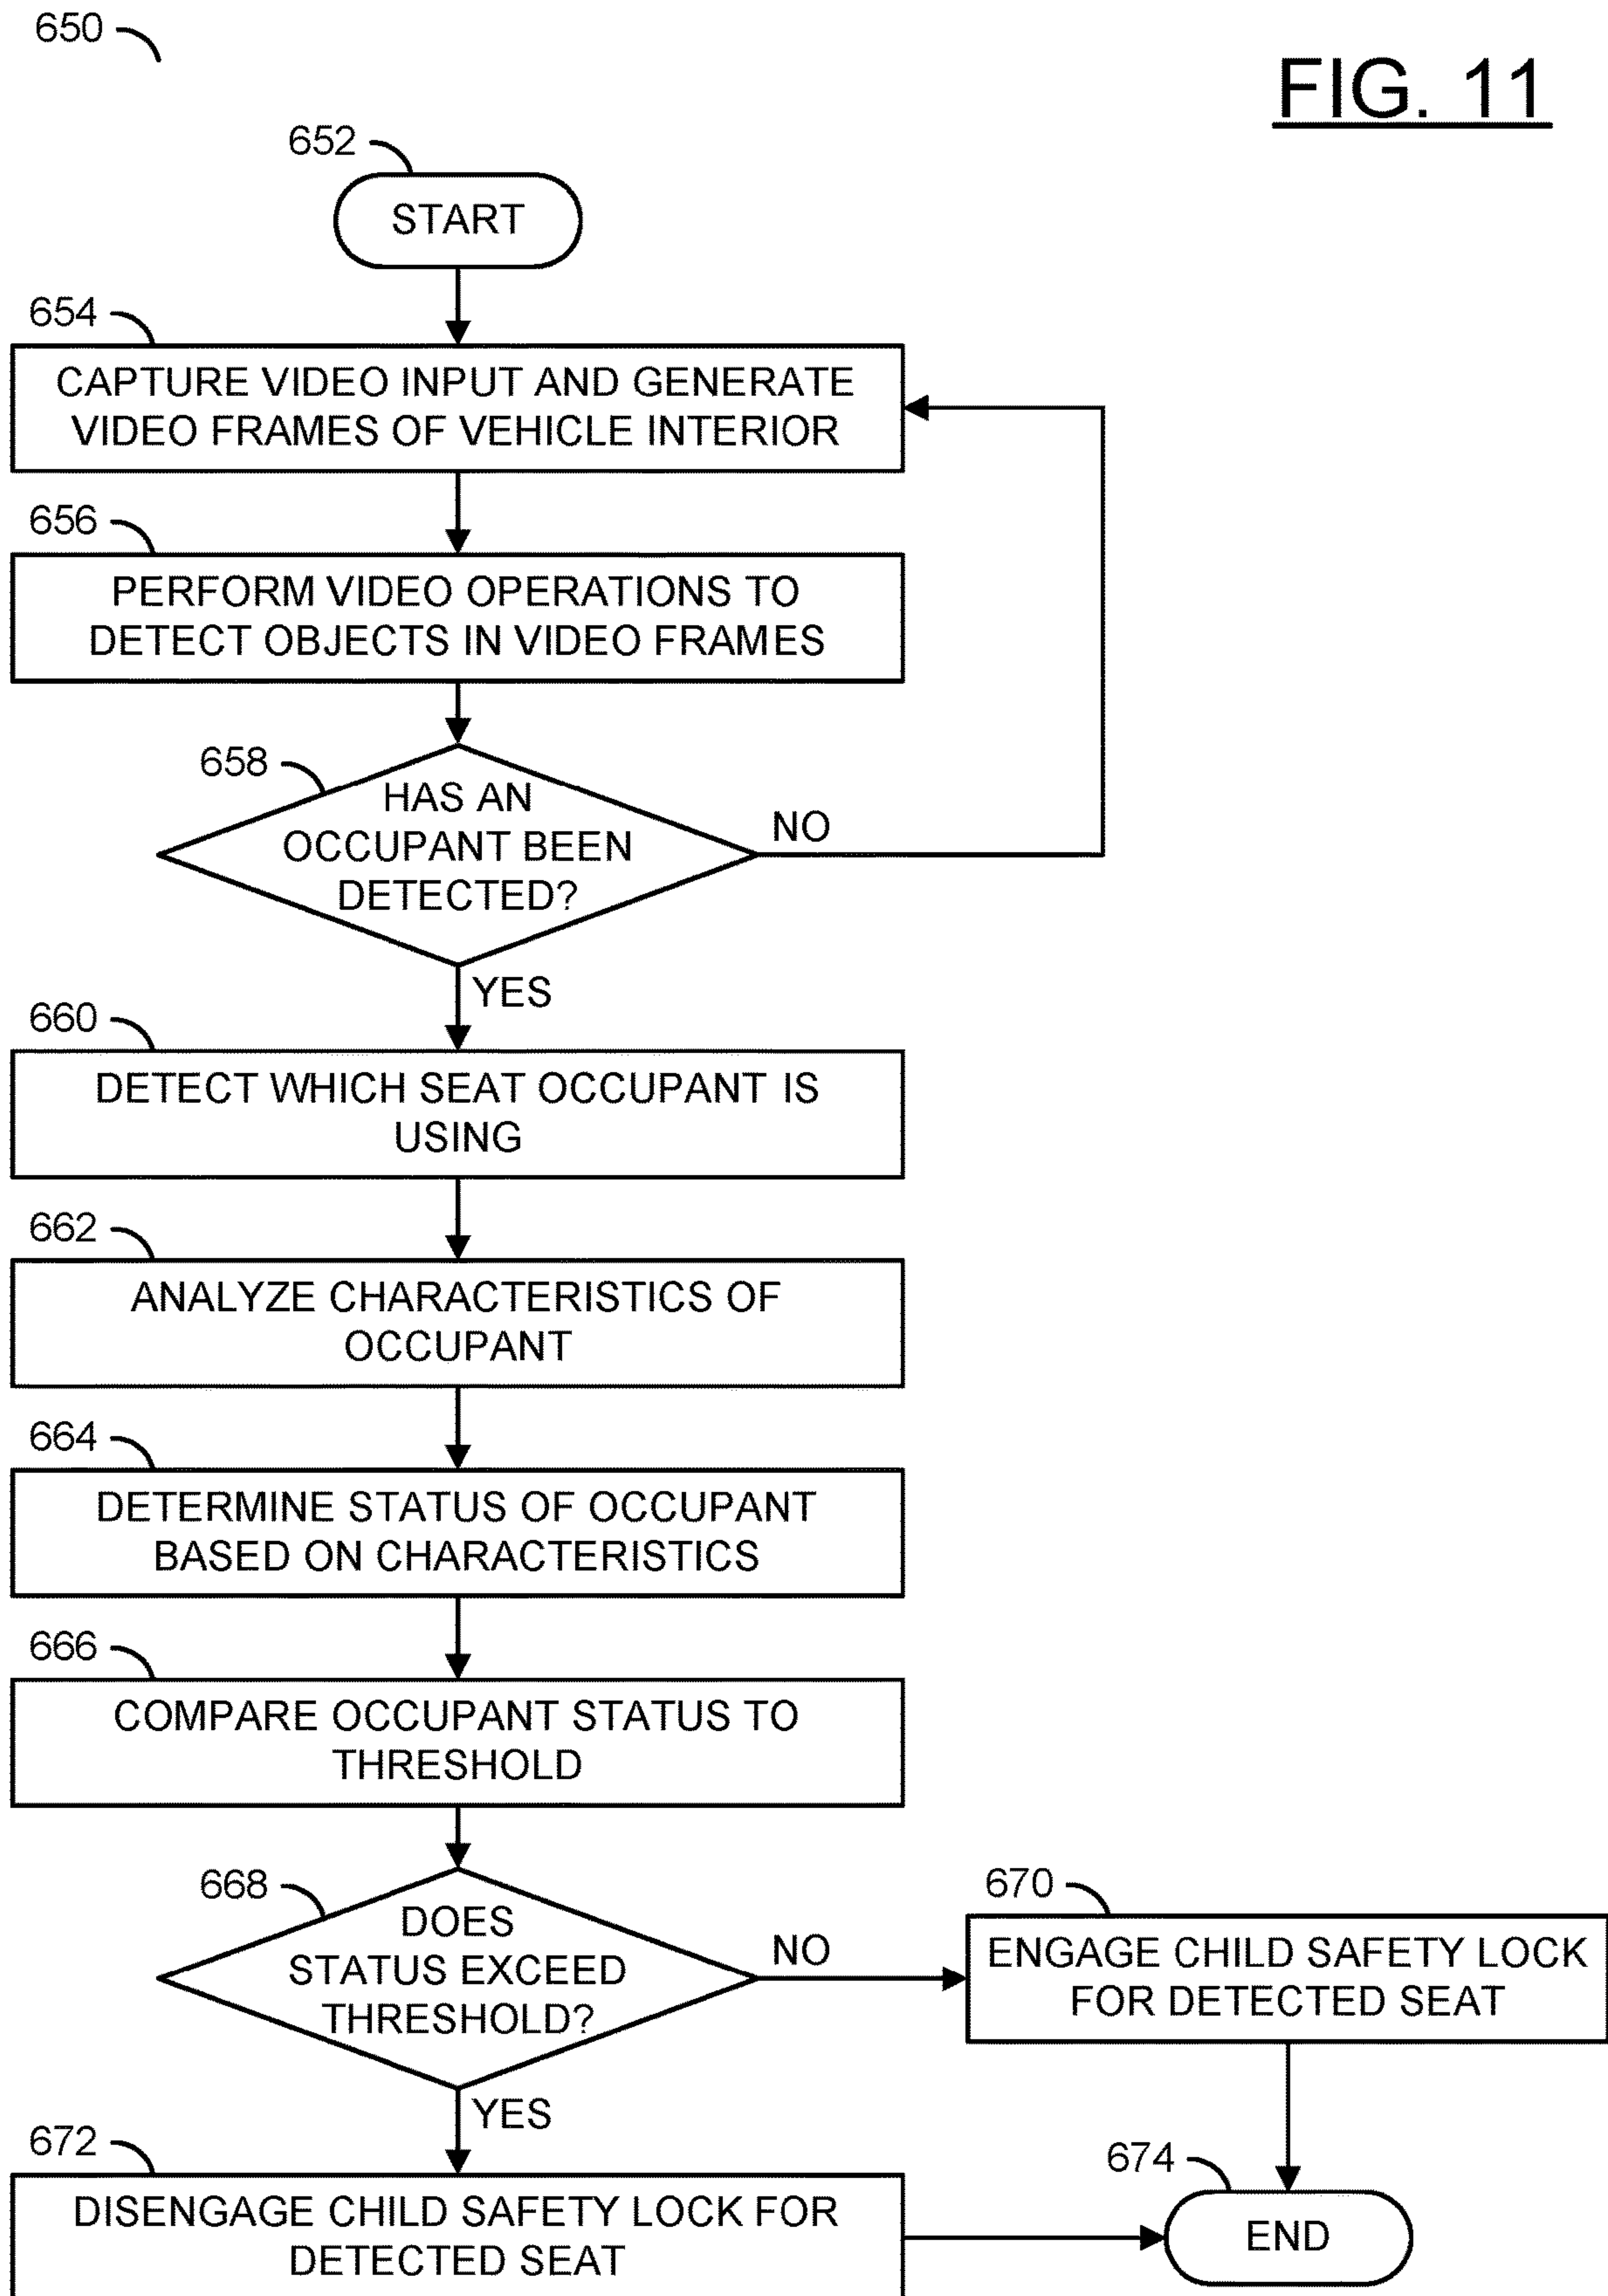 650
FIG. 11
652
START
654
CAPTURE VIDEO INPUT AND GENERATE
VIDEO FRAMES OF VEHICLE INTERIOR
656
PERFORM VIDEO OPERATIONS TO
DETECT OBJECTS IN VIDEO FRAMES
658
HAS AN
OCCUPANT BEEN
DETECTED?
NO
YES
660
DETECT WHICH SEAT OCCUPANT IS
USING
662
ANALYZE CHARACTERISTICS OF
OCCUPANT
664
DETERMINE STATUS OF OCCUPANT
BASED ON CHARACTERISTICS
666
COMPARE OCCUPANT STATUS TO
THRESHOLD
668
DOES
STATUS EXCEED
THRESHOLD?
NO
670
ENGAGE CHILD SAFETY LOCK
FOR DETECTED SEAT
YES
672
DISENGAGE CHILD SAFETY LOCK FOR
DETECTED SEAT
674
END